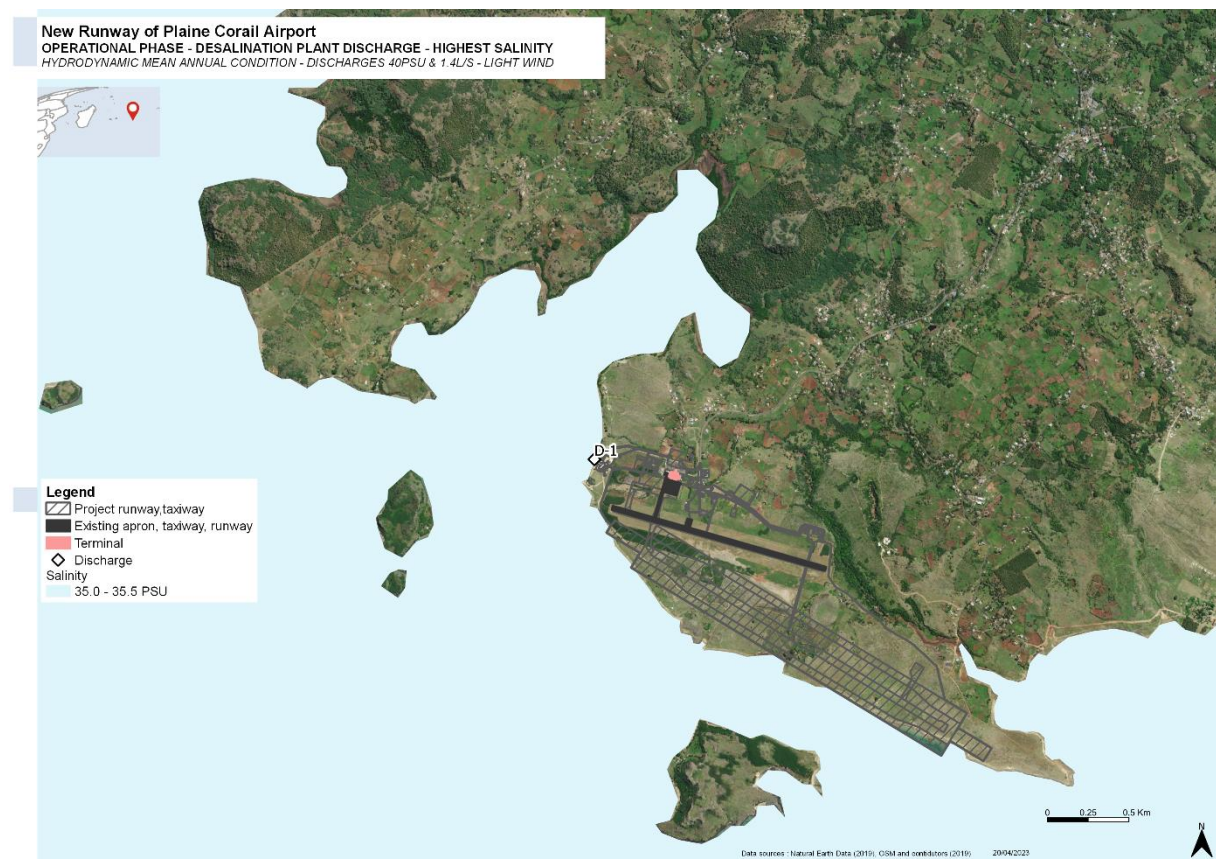 New Runway of Plaine Corail Airport
OPERATIONAL PHASE - DESALINATION PLANT DISCHARGE - HIGHEST SALINITY
HYDRODYNAMIC MEAN ANNUAL CONDITION - DISCHARGES 40PSU & 1.4L/S - LIGHT WIND
D-1
Legend
Project runway,taxiway
Existing apron, taxiway, runway
Terminal
Discharge
Salinity
35.0 - 35.5 PSU
0 0.25 0.5 Km
N
Data sources : Natural Earth Data (2019), OSM and contibutors (2019) 20/04/2023